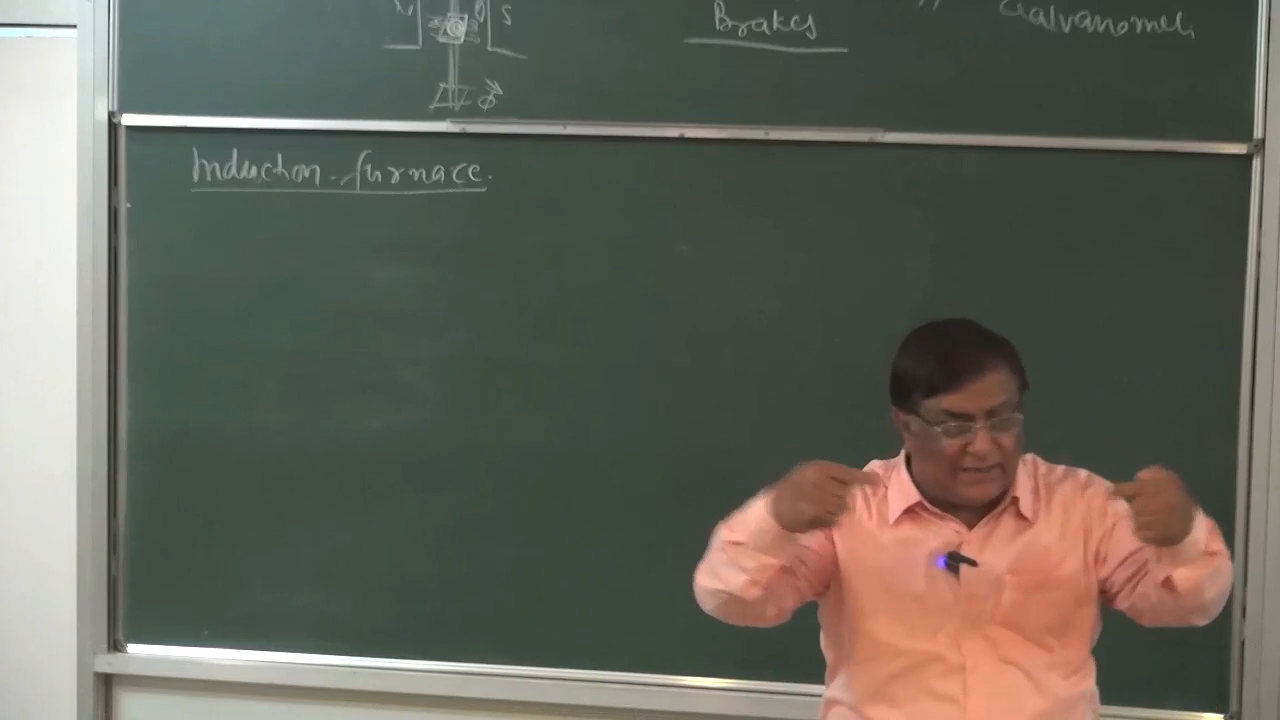 N S
Brakes
Galvanomet
φ
Induction-furnace.